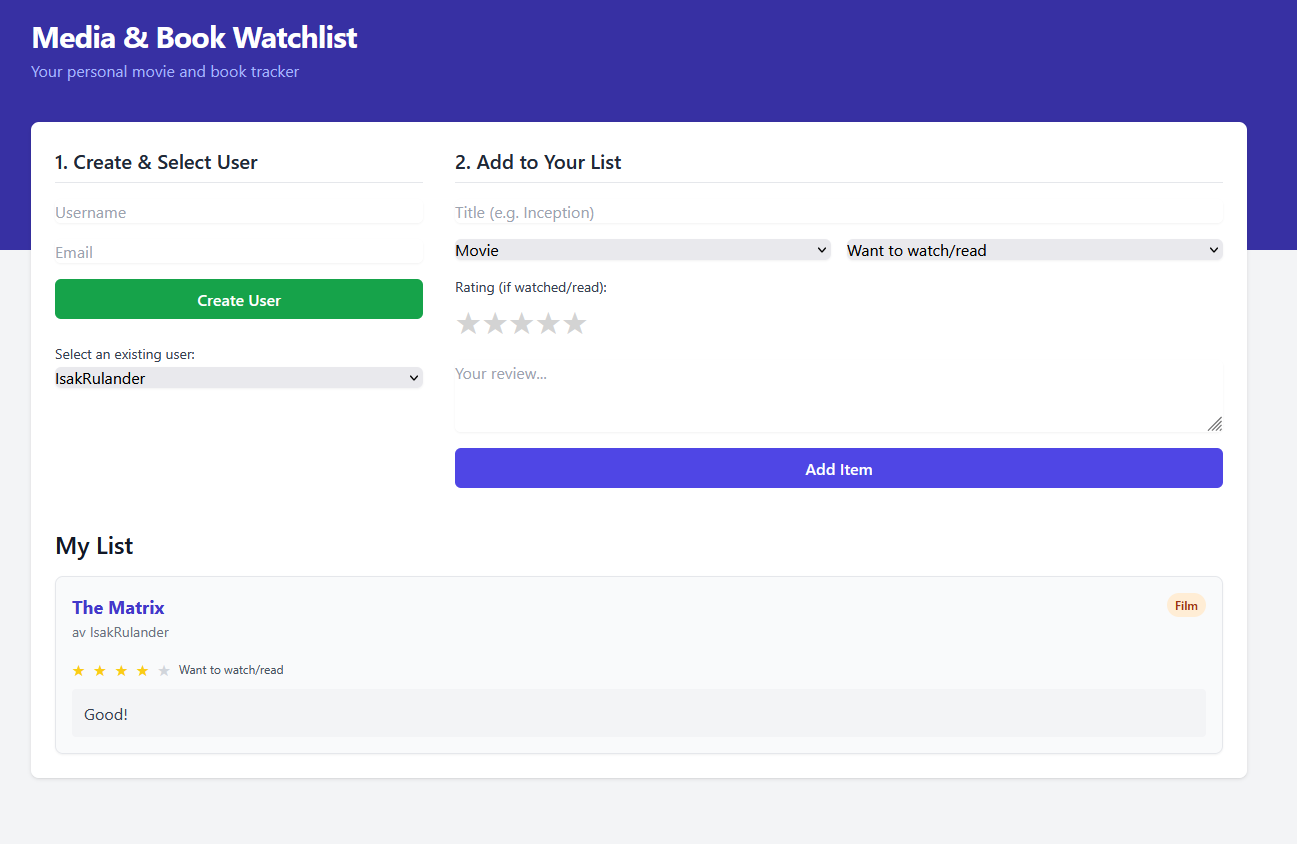 Media & Book Watchlist
Your personal movie and book tracker
1. Create & Select User
Username
Email
Create User
Select an existing user:
IsakRulander
2. Add to Your List
Title (e.g. Inception)
Movie
Want to watch/read
Rating (if watched/read):
Your review...
Add Item
My List
The Matrix
Film
av IsakRulander
Want to watch/read
Good!